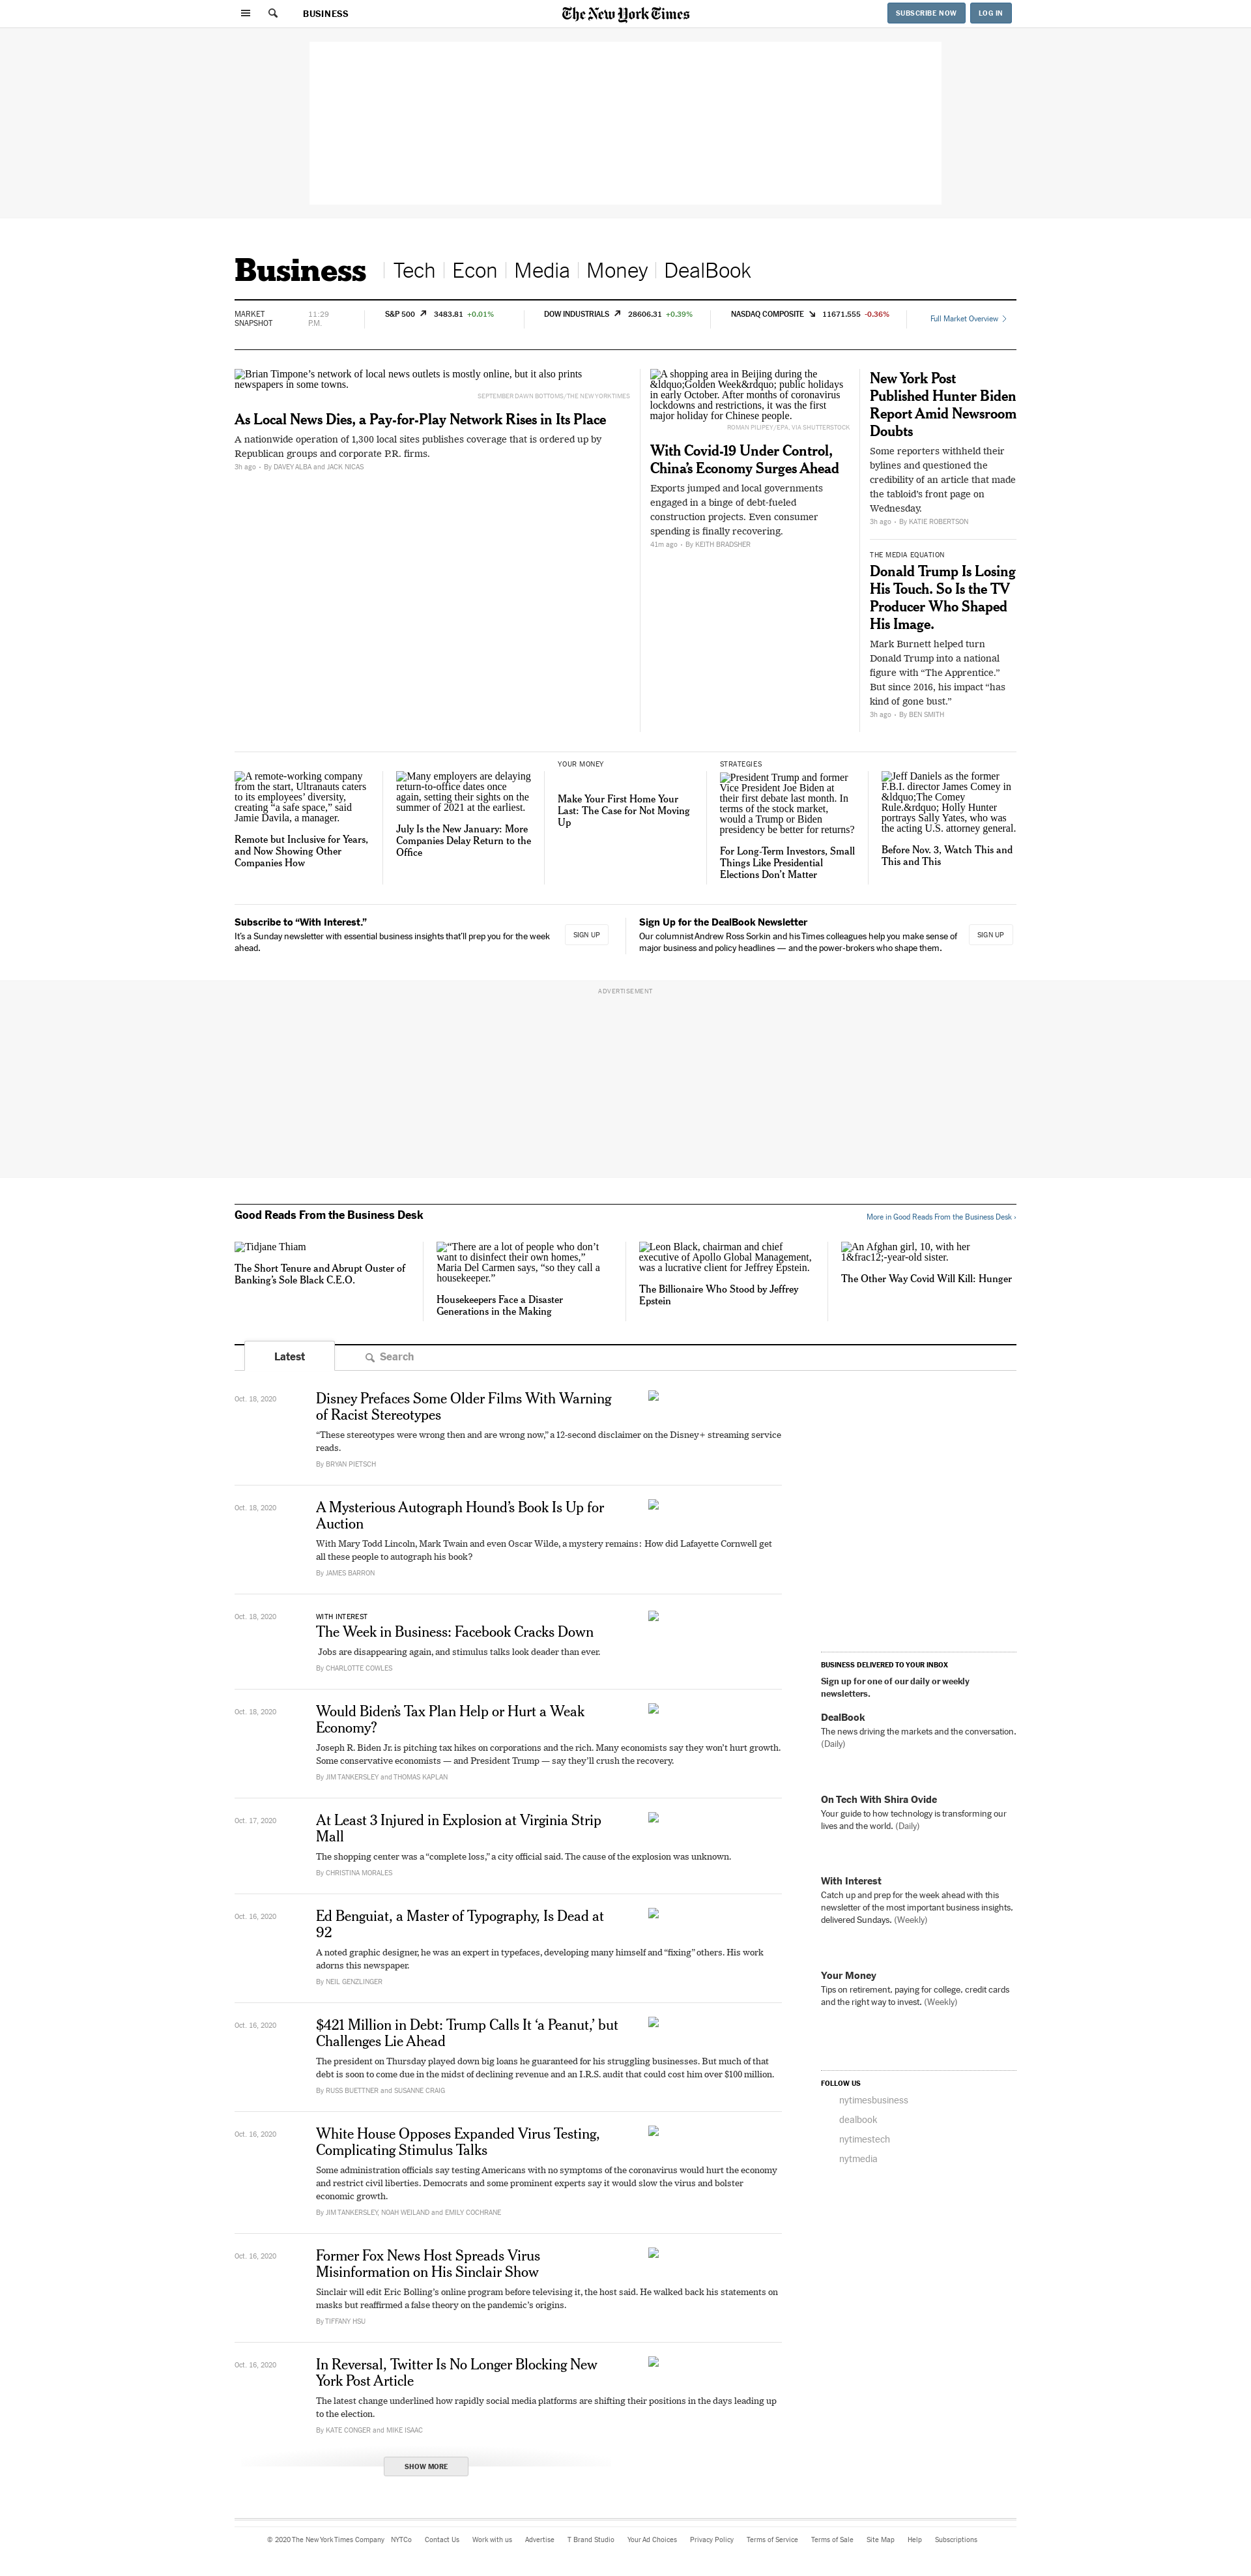 BUSINESS
The New York Times
SUBSCRIBE NOW
LOG IN
Business
Tech
Econ
Media
Money
DealBook
MARKET
SNAPSHOT
11:29
P.M.
S&P 500 3483.81 +0.01%
DOW INDUSTRIALS 28606.31 +0.39%
NASDAQ COMPOSITE 11671.555 -0.36%
Full Market Overview
Brian Timpone’s network of local news outlets is mostly online, but it also prints
newspapers in some towns.
SEPTEMBER DAWN BOTTOMS/THE NEW YORK TIMES
As Local News Dies, a Pay-for-Play Network Rises in Its Place
A nationwide operation of 1,300 local sites publishes coverage that is ordered up by
Republican groups and corporate P.R. firms.
3h ago • By DAVEY ALBA and JACK NICAS
A shopping area in Beijing during the
&ldquo;Golden Week&rdquo; public holidays
in early October. After months of coronavirus
lockdowns and restrictions, it was the first
major holiday for Chinese people.
ROMAN PILIPEY/EPA, VIA SHUTTERSTOCK
With Covid-19 Under Control,
China’s Economy Surges Ahead
Exports jumped and local governments
engaged in a binge of debt-fueled
construction projects. Even consumer
spending is finally recovering.
41m ago • By KEITH BRADSHER
New York Post
Published Hunter Biden
Report Amid Newsroom
Doubts
Some reporters withheld their
bylines and questioned the
credibility of an article that made
the tabloid’s front page on
Wednesday.
3h ago • By KATIE ROBERTSON
THE MEDIA EQUATION
Donald Trump Is Losing
His Touch. So Is the TV
Producer Who Shaped
His Image.
Mark Burnett helped turn
Donald Trump into a national
figure with “The Apprentice.”
But since 2016, his impact “has
kind of gone bust.”
3h ago • By BEN SMITH
A remote-working company
from the start, Ultranauts caters
to its employees’ diversity,
creating “a safe space,” said
Jamie Davila, a manager.
Remote but Inclusive for Years,
and Now Showing Other
Companies How
Many employers are delaying
return-to-office dates once
again, setting their sights on the
summer of 2021 at the earliest.
July Is the New January: More
Companies Delay Return to the
Office
YOUR MONEY
Make Your First Home Your
Last: The Case for Not Moving
Up
STRATEGIES
President Trump and former
Vice President Joe Biden at
their first debate last month. In
terms of the stock market,
would a Trump or Biden
presidency be better for returns?
For Long-Term Investors, Small
Things Like Presidential
Elections Don’t Matter
Jeff Daniels as the former
F.B.I. director James Comey in
&ldquo;The Comey
Rule.&rdquo; Holly Hunter
portrays Sally Yates, who was
the acting U.S. attorney general.
Before Nov. 3, Watch This and
This and This
Subscribe to “With Interest.”
It’s a Sunday newsletter with essential business insights that’ll prep you for the week
ahead.
SIGN UP
Sign Up for the DealBook Newsletter
Our columnist Andrew Ross Sorkin and his Times colleagues help you make sense of
major business and policy headlines — and the power-brokers who shape them.
SIGN UP
ADVERTISEMENT
Good Reads From the Business Desk
More in Good Reads From the Business Desk ›
Tidjane Thiam
The Short Tenure and Abrupt Ouster of
Banking’s Sole Black C.E.O.
“There are a lot of people who don’t
want to disinfect their own homes,”
Maria Del Carmen says, “so they call a
housekeeper.”
Housekeepers Face a Disaster
Generations in the Making
Leon Black, chairman and chief
executive of Apollo Global Management,
was a lucrative client for Jeffrey Epstein.
The Billionaire Who Stood by Jeffrey
Epstein
An Afghan girl, 10, with her
1&frac12;-year-old sister.
The Other Way Covid Will Kill: Hunger
Latest
Search
Oct. 18, 2020
Disney Prefaces Some Older Films With Warning
of Racist Stereotypes
“These stereotypes were wrong then and are wrong now,” a 12-second disclaimer on the Disney+ streaming service
reads.
By BRYAN PIETSCH
Oct. 18, 2020
A Mysterious Autograph Hound’s Book Is Up for
Auction
With Mary Todd Lincoln, Mark Twain and even Oscar Wilde, a mystery remains: How did Lafayette Cornwell get
all these people to autograph his book?
By JAMES BARRON
Oct. 18, 2020
WITH INTEREST
The Week in Business: Facebook Cracks Down
Jobs are disappearing again, and stimulus talks look deader than ever.
By CHARLOTTE COWLES
Oct. 18, 2020
Would Biden’s Tax Plan Help or Hurt a Weak
Economy?
Joseph R. Biden Jr. is pitching tax hikes on corporations and the rich. Many economists say they won’t hurt growth.
Some conservative economists — and President Trump — say they’ll crush the recovery.
By JIM TANKERSLEY and THOMAS KAPLAN
Oct. 17, 2020
At Least 3 Injured in Explosion at Virginia Strip
Mall
The shopping center was a “complete loss,” a city official said. The cause of the explosion was unknown.
By CHRISTINA MORALES
Oct. 16, 2020
Ed Benguiat, a Master of Typography, Is Dead at
92
A noted graphic designer, he was an expert in typefaces, developing many himself and “fixing” others. His work
adorns this newspaper.
By NEIL GENZLINGER
Oct. 16, 2020
$421 Million in Debt: Trump Calls It ‘a Peanut,’ but
Challenges Lie Ahead
The president on Thursday played down big loans he guaranteed for his struggling businesses. But much of that
debt is soon to come due in the midst of declining revenue and an I.R.S. audit that could cost him over $100 million.
By RUSS BUETTNER and SUSANNE CRAIG
Oct. 16, 2020
White House Opposes Expanded Virus Testing,
Complicating Stimulus Talks
Some administration officials say testing Americans with no symptoms of the coronavirus would hurt the economy
and restrict civil liberties. Democrats and some prominent experts say it would slow the virus and bolster
economic growth.
By JIM TANKERSLEY, NOAH WEILAND and EMILY COCHRANE
Oct. 16, 2020
Former Fox News Host Spreads Virus
Misinformation on His Sinclair Show
Sinclair will edit Eric Bolling’s online program before televising it, the host said. He walked back his statements on
masks but reaffirmed a false theory on the pandemic’s origins.
By TIFFANY HSU
Oct. 16, 2020
In Reversal, Twitter Is No Longer Blocking New
York Post Article
The latest change underlined how rapidly social media platforms are shifting their positions in the days leading up
to the election.
By KATE CONGER and MIKE ISAAC
SHOW MORE
BUSINESS DELIVERED TO YOUR INBOX
Sign up for one of our daily or weekly
newsletters.
DealBook
The news driving the markets and the conversation.
(Daily)
On Tech With Shira Ovide
Your guide to how technology is transforming our
lives and the world. (Daily)
With Interest
Catch up and prep for the week ahead with this
newsletter of the most important business insights,
delivered Sundays. (Weekly)
Your Money
Tips on retirement, paying for college, credit cards
and the right way to invest. (Weekly)
FOLLOW US
nytimesbusiness
dealbook
nytimestech
nytmedia
© 2020 The New York Times Company NYTCo Contact Us Work with us Advertise T Brand Studio Your Ad Choices Privacy Policy Terms of Service Terms of Sale Site Map Help Subscriptions